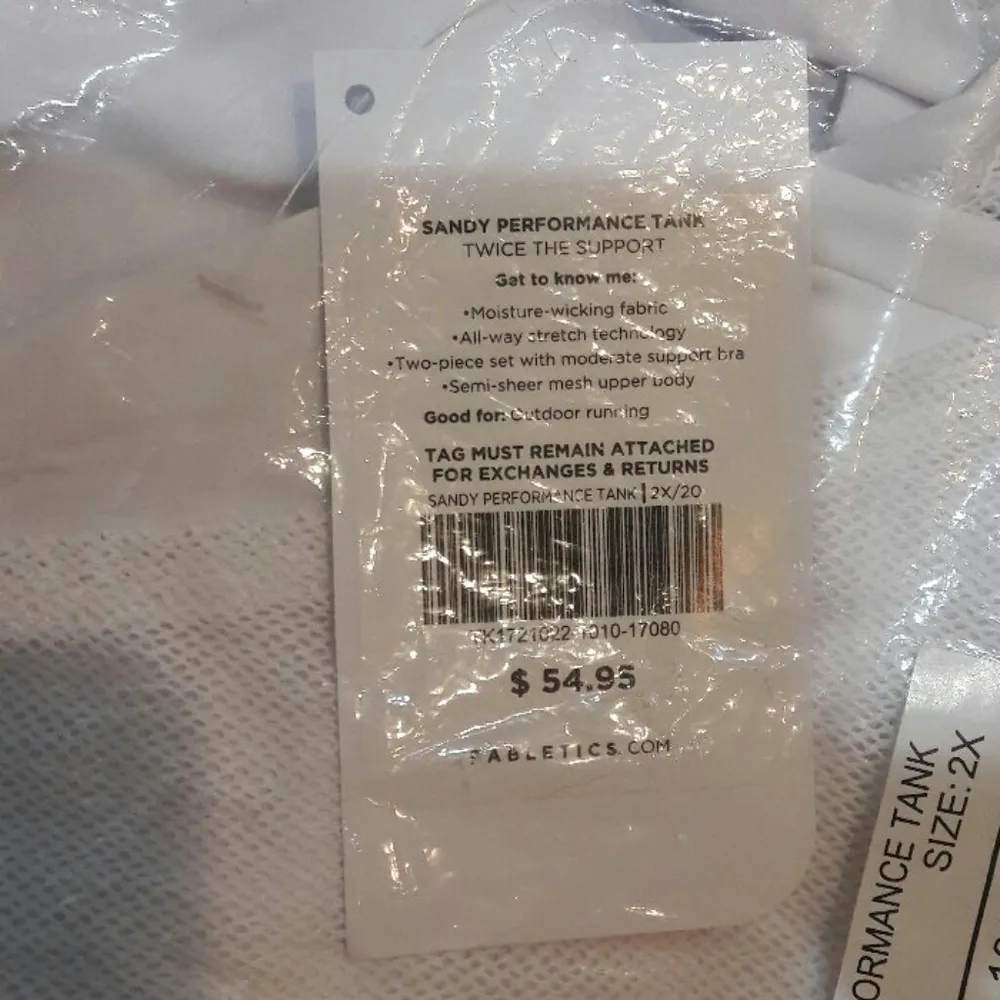 SANDY PERFORMANCE TANK
TWICE THE SUPPORT
Get to know me:
•Moisture-wicking fabric
•All-way stretch technology
•Two-piece set with moderate support bra
•Semi-sheer mesh upper body
Good for: Outdoor running
TAG MUST REMAIN ATTACHED
FOR EXCHANGES & RETURNS
SANDY PERFORMANCE TANK | 2X/20
TK1721022-1010-17080
$ 54.95
FABLETICS.COM
ORMANCE TANK
SIZE: 2X